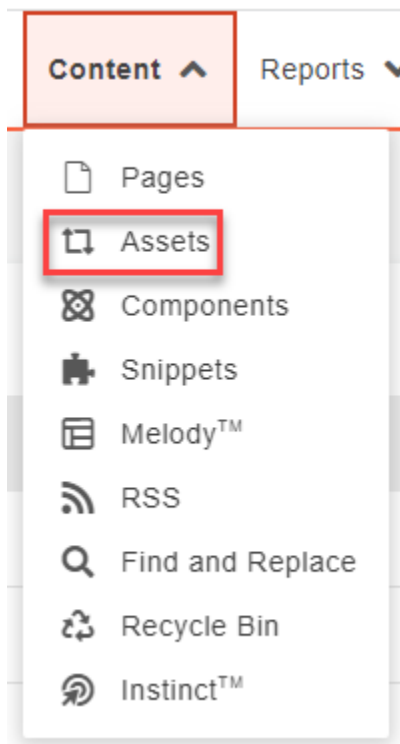 Content Reports
Pages
Assets
Components
Snippets
Melody™
RSS
Find and Replace
Recycle Bin
Instinct™